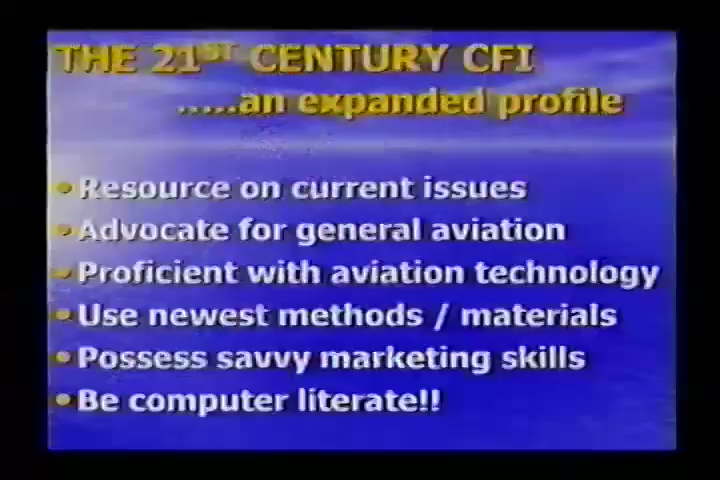 THE 21ST CENTURY CFI
.....an expanded profile
• Resource on current issues
• Advocate for general aviation
• Proficient with aviation technology
• Use newest methods / materials
• Possess savvy marketing skills
• Be computer literate!!